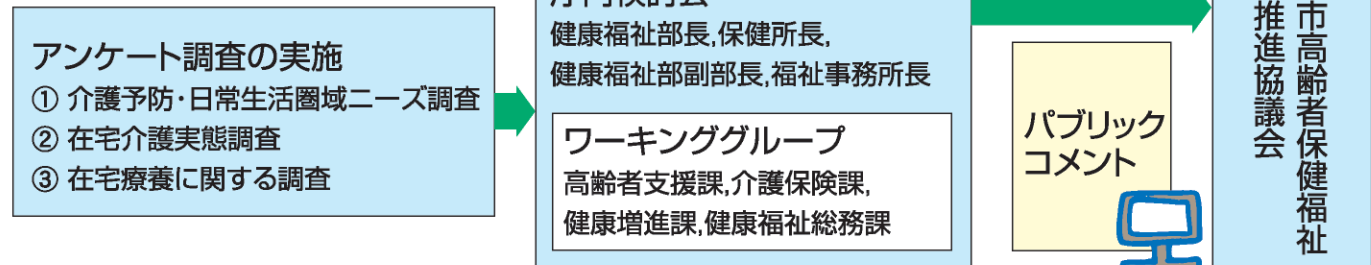 アンケート調査の実施
① 介護予防・日常生活圏域ニーズ調査
② 在宅介護実態調査
③ 在宅療養に関する調査
健康福祉部長,保健所長,
健康福祉部副部長,福祉事務所長
ワーキンググループ
高齢者支援課,介護保険課,
健康増進課,健康福祉総務課
パブリック
コメント
市高齢者保健福祉
推進協議会